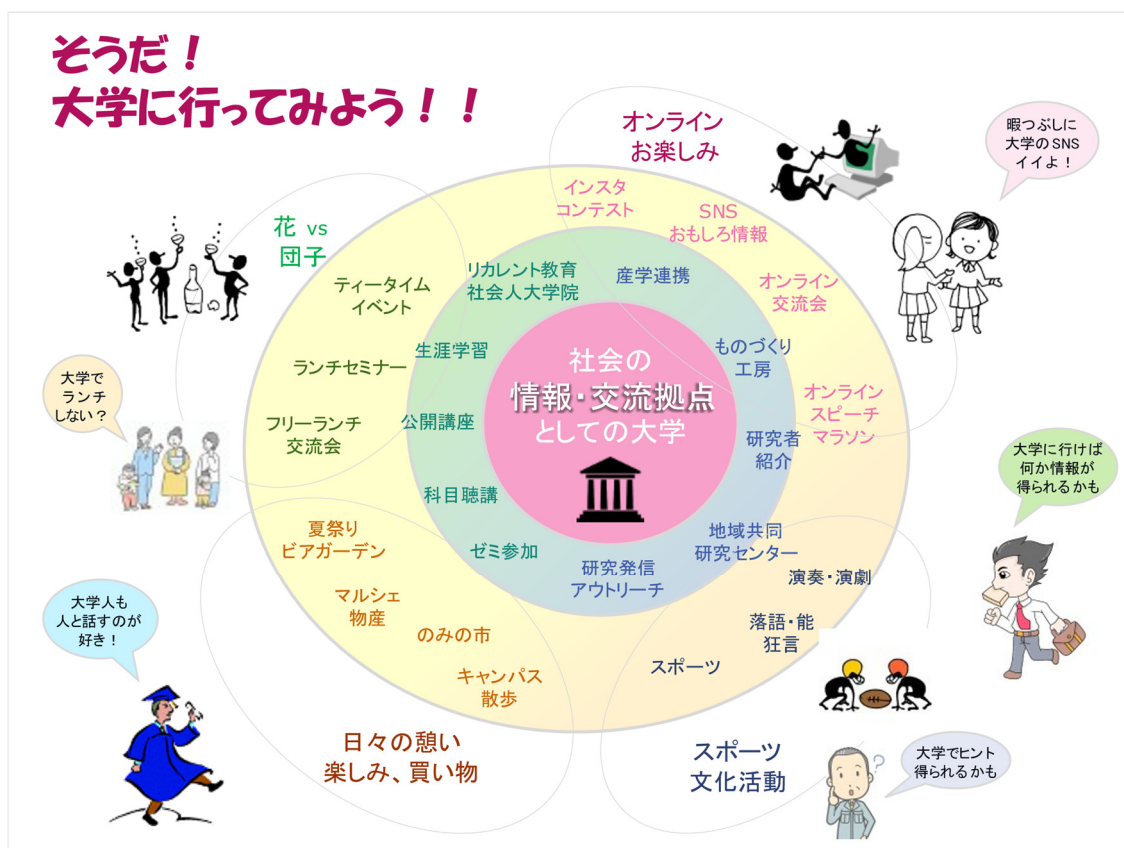 そうだ！
大学に行ってみよう！！
オンライン
お楽しみ
暇つぶしに
大学のSNS
イイよ！
インスタ
コンテスト
SNS
おもしろ情報
花 vs
団子
リカレント教育
社会人大学院
産学連携
オンライン
交流会
ティータイム
イベント
生涯学習
ものづくり
工房
ランチセミナー
社会の
情報・交流拠点
としての大学
大学で
ランチ
しない？
オンライン
スピーチ
マラソン
フリーランチ
交流会
公開講座
研究者
紹介
大学に行けば
何か情報が
得られるかも
科目聴講
夏祭り
ビアガーデン
ゼミ参加
地域共同
研究センター
研究発信
アウトリーチ
演奏・演劇
マルシェ
物産
大学人も
人と話すのが
好き！
のみの市
落語・能
狂言
キャンパス
散歩
スポーツ
日々の憩い
楽しみ、買い物
スポーツ
文化活動
?
大学でヒント
得られるかも